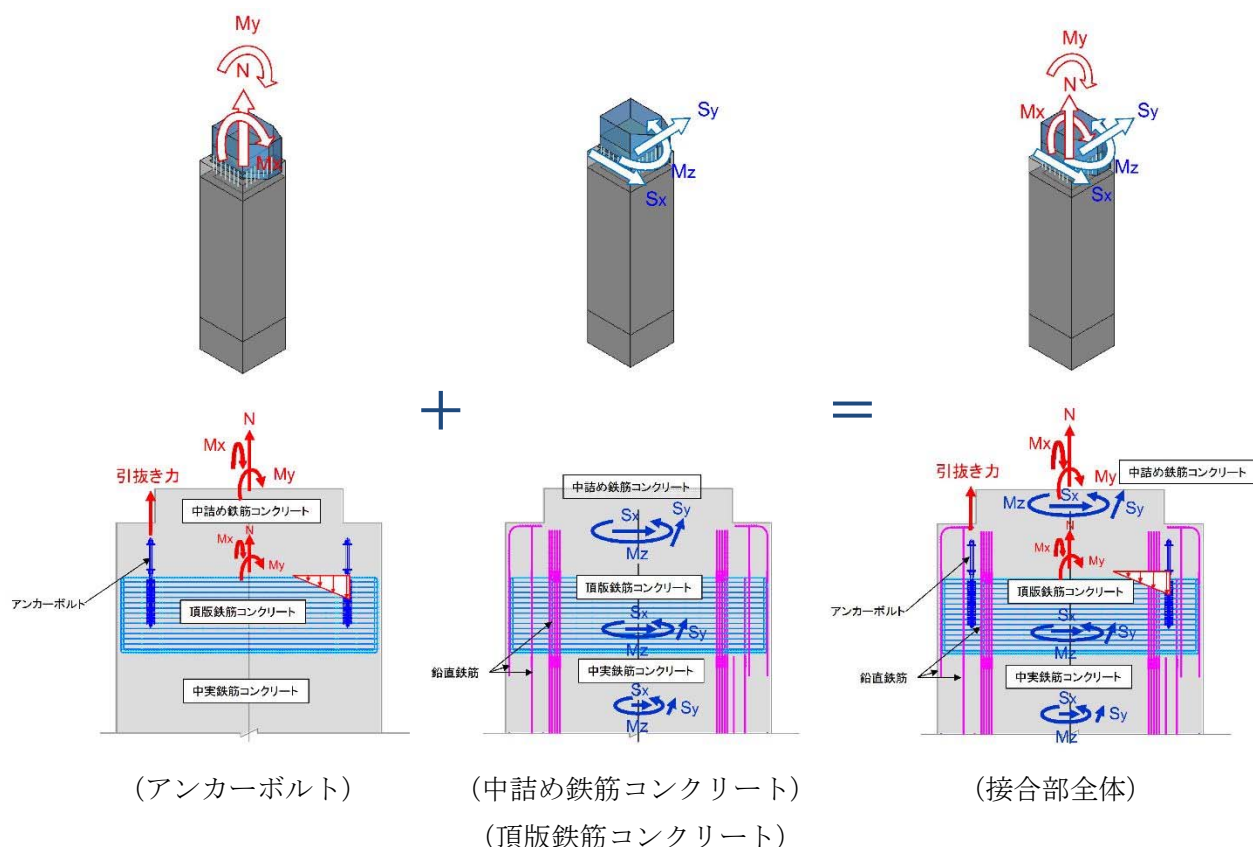 My
N
Mx
Sy
Mz
Sx
My
N
Mx
Sy
Mz
Sx
+
=
N
Mx
My
引抜き力
中詰め鉄筋コンクリート
N
Mx
My
アンカーボルト
頂版鉄筋コンクリート
中実鉄筋コンクリート
中詰め鉄筋コンクリート
Sx
Sy
Mz
頂版鉄筋コンクリート
Sx
Sy
Mz
鉛直鉄筋
中実鉄筋コンクリート
Sx
Sy
Mz
N
Mx
My
中詰め鉄筋コンクリート
引抜き力
Sx
Mz
Sy
N
Mx
My
アンカーボルト
頂版鉄筋コンクリート
Sx
Sy
Mz
鉛直鉄筋
中実鉄筋コンクリート
Sx
Sy
Mz
（アンカーボルト）
（中詰め鉄筋コンクリート）
（頂版鉄筋コンクリート）
（接合部全体）